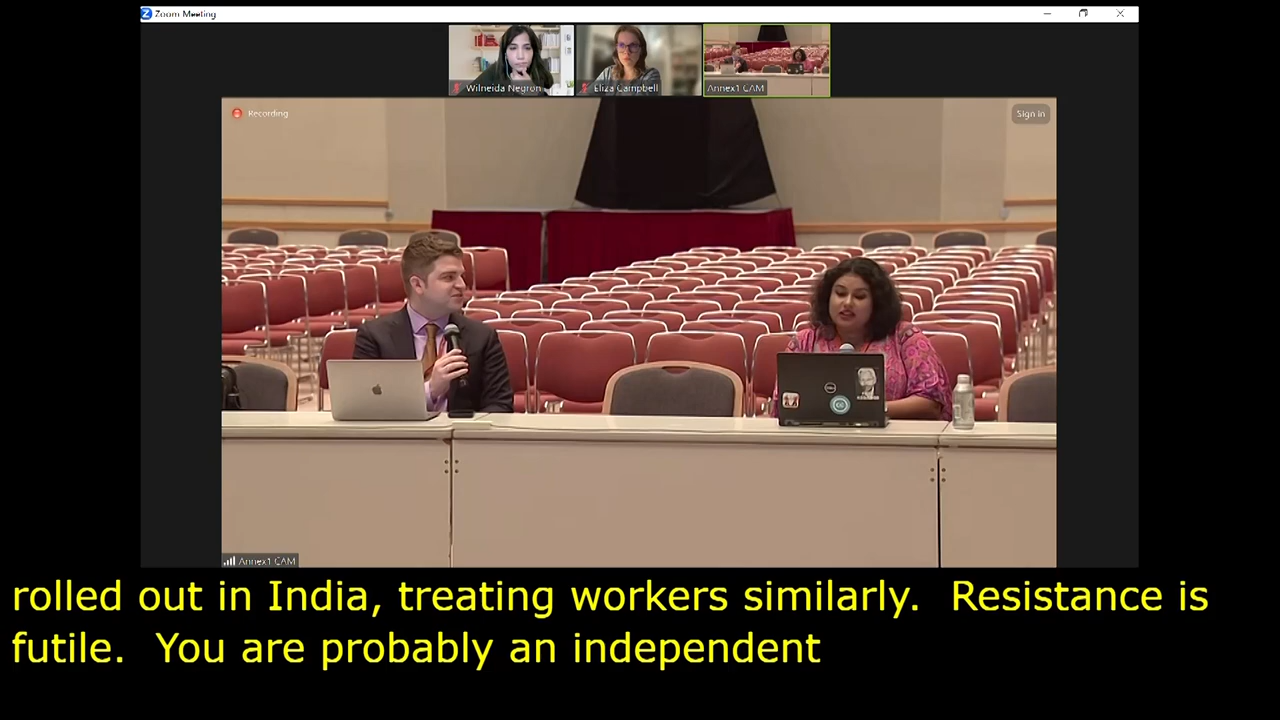 Zoom Meeting
Wilneida Negron
Eliza Campbell
Annex1 CAM
Recording
Sign in
Annex1 CAM
rolled out in India, treating workers similarly.  Resistance is
futile.  You are probably an independent